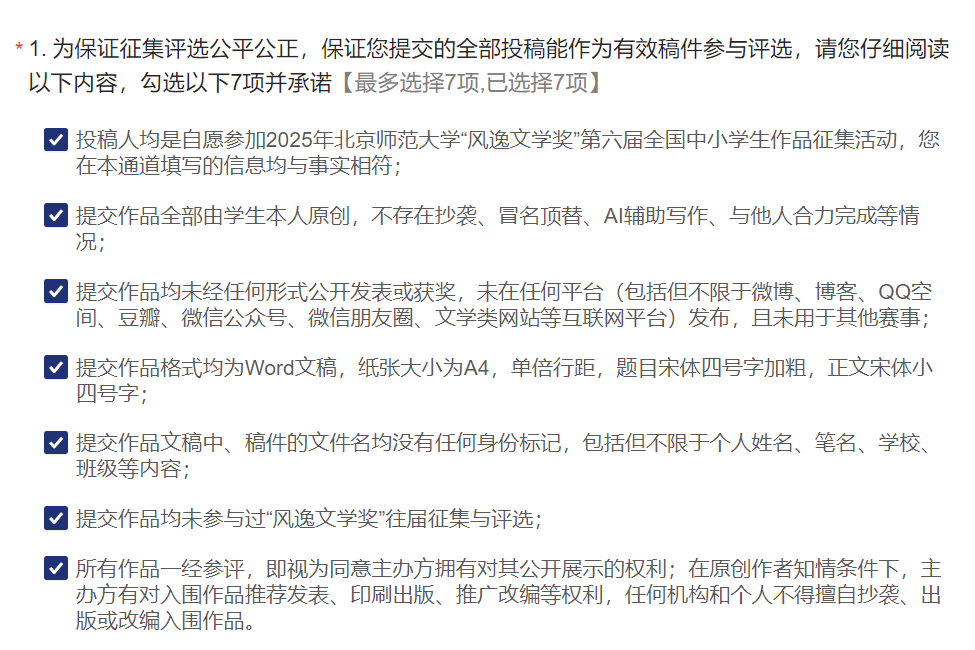 * 1. 为保证征集评选公平公正，保证您提交的全部投稿能作为有效稿件参与评选，请您仔细阅读
以下内容，勾选以下7项并承诺【最多选择7项,已选择7项】
投稿人均是自愿参加2025年北京师范大学“风逸文学奖”第六届全国中小学生作品征集活动，您
在本通道填写的信息均与事实相符；
提交作品全部由学生本人原创，不存在抄袭、冒名顶替、AI辅助写作、与他人合力完成等情
况；
提交作品均未经任何形式公开发表或获奖，未在任何平台（包括但不限于微博、博客、QQ空
间、豆瓣、微信公众号、微信朋友圈、文学类网站等互联网平台）发布，且未用于其他赛事；
提交作品格式均为Word文稿，纸张大小为A4，单倍行距，题目宋体四号字加粗，正文宋体小
四号字；
提交作品文稿中、稿件的文件名均没有任何身份标记，包括但不限于个人姓名、笔名、学校、
班级等内容；
提交作品均未参与过“风逸文学奖”往届征集与评选；
所有作品一经参评，即视为同意主办方拥有对其公开展示的权利；在原创作者知情条件下，主
办方有对入围作品推荐发表、印刷出版、推广改编等权利，任何机构和个人不得擅自抄袭、出
版或改编入围作品。